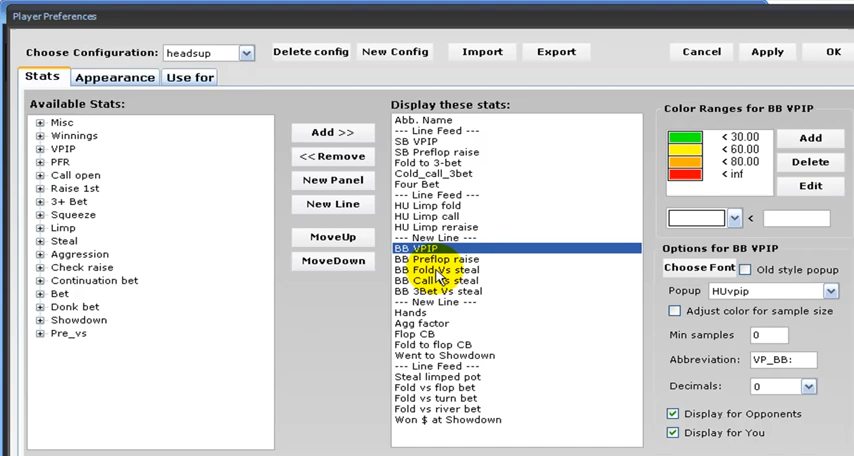 Player Preferences
Choose Configuration: headsup Delete config New Config Import Export Cancel Apply OK
Stats Appearance Use for
Available Stats:
Misc
Winnings
VPIP
PFR
Call open
Raise 1st
3+ Bet
Squeeze
Limp
Steal
Aggression
Check raise
Continuation bet
Bet
Donk bet
Showdown
Pre_vs
Add >>
<< Remove
New Panel
New Line
MoveUp
MoveDown
Display these stats:
Abb. Name
--- Line Feed ---
SB VPIP
SB Preflop raise
Fold to 3-bet
Cold_call_3bet
Four Bet
--- Line Feed ---
HU Limp fold
HU Limp call
HU Limp reraise
--- New Line ---
BB VPIP
BB Preflop raise
BB Fold Vs steal
BB Call Vs steal
BB 3Bet Vs steal
--- New Line ---
Hands
Agg factor
Flop CB
Fold to flop CB
Went to Showdown
--- Line Feed ---
Steal limped pot
Fold vs flop bet
Fold vs turn bet
Fold vs river bet
Won $ at Showdown
Color Ranges for BB VPIP
< 30.00
< 60.00
< 80.00
< inf
Add
Delete
Edit
<
Options for BB VPIP
Choose Font Old style popup
Popup HUvpip
Adjust color for sample size
Min samples 0
Abbreviation: VP_BB:
Decimals: 0
Display for Opponents
Display for You